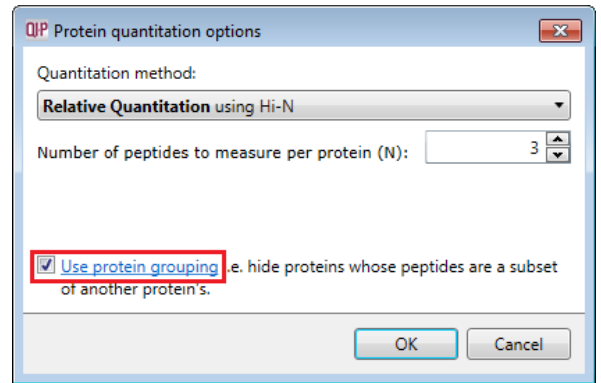 QIP Protein quantitation options
Quantitation method:
Relative Quantitation using Hi-N
Number of peptides to measure per protein (N): 3
Use protein grouping .e. hide proteins whose peptides are a subset
of another protein's.
OK Cancel